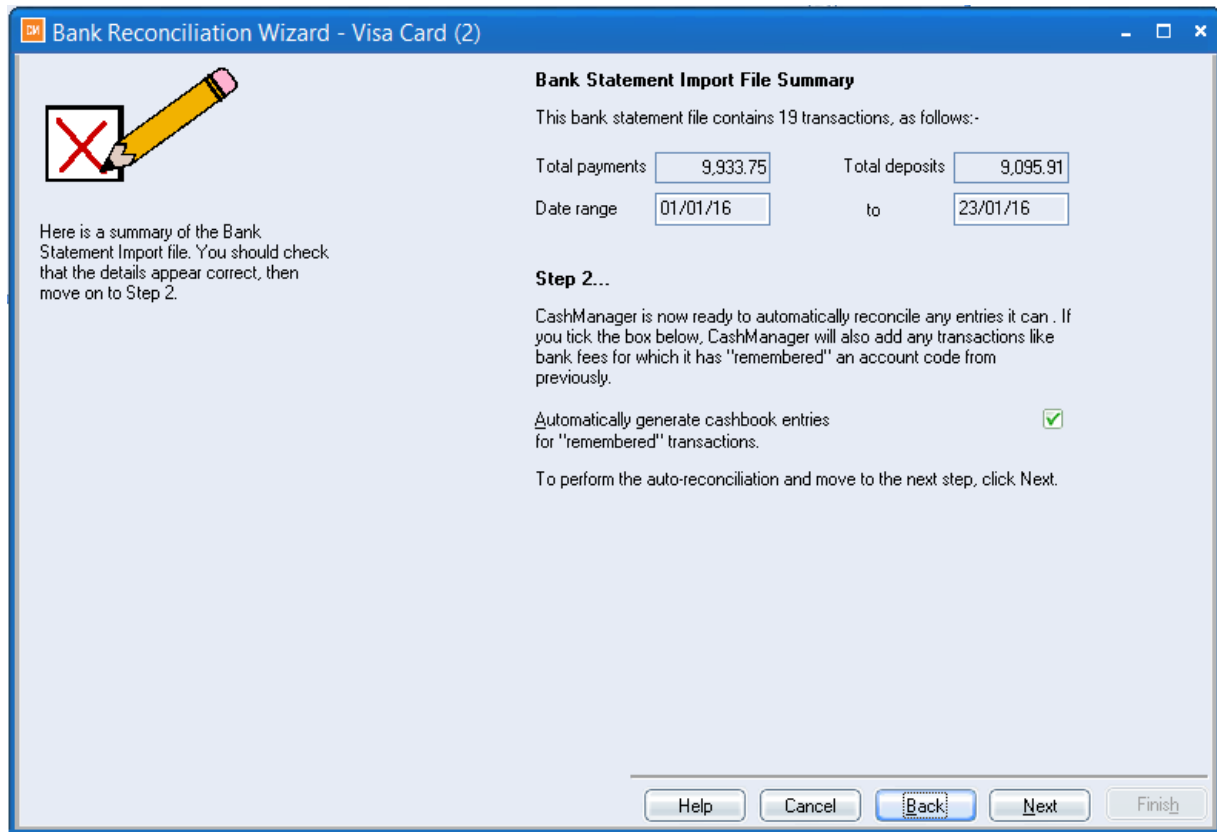 CM Bank Reconciliation Wizard - Visa Card (2)
Here is a summary of the Bank
Statement Import file. You should check
that the details appear correct, then
move on to Step 2.
Bank Statement Import File Summary
This bank statement file contains 19 transactions, as follows:-
Total payments 9,933.75 Total deposits 9,095.91
Date range 01/01/16 to 23/01/16
Step 2...
CashManager is now ready to automatically reconcile any entries it can . If
you tick the box below, CashManager will also add any transactions like
bank fees for which it has "remembered" an account code from
previously.
Automatically generate cashbook entries
for "remembered" transactions.
To perform the auto-reconciliation and move to the next step, click Next.
Help Cancel Back Next Finish